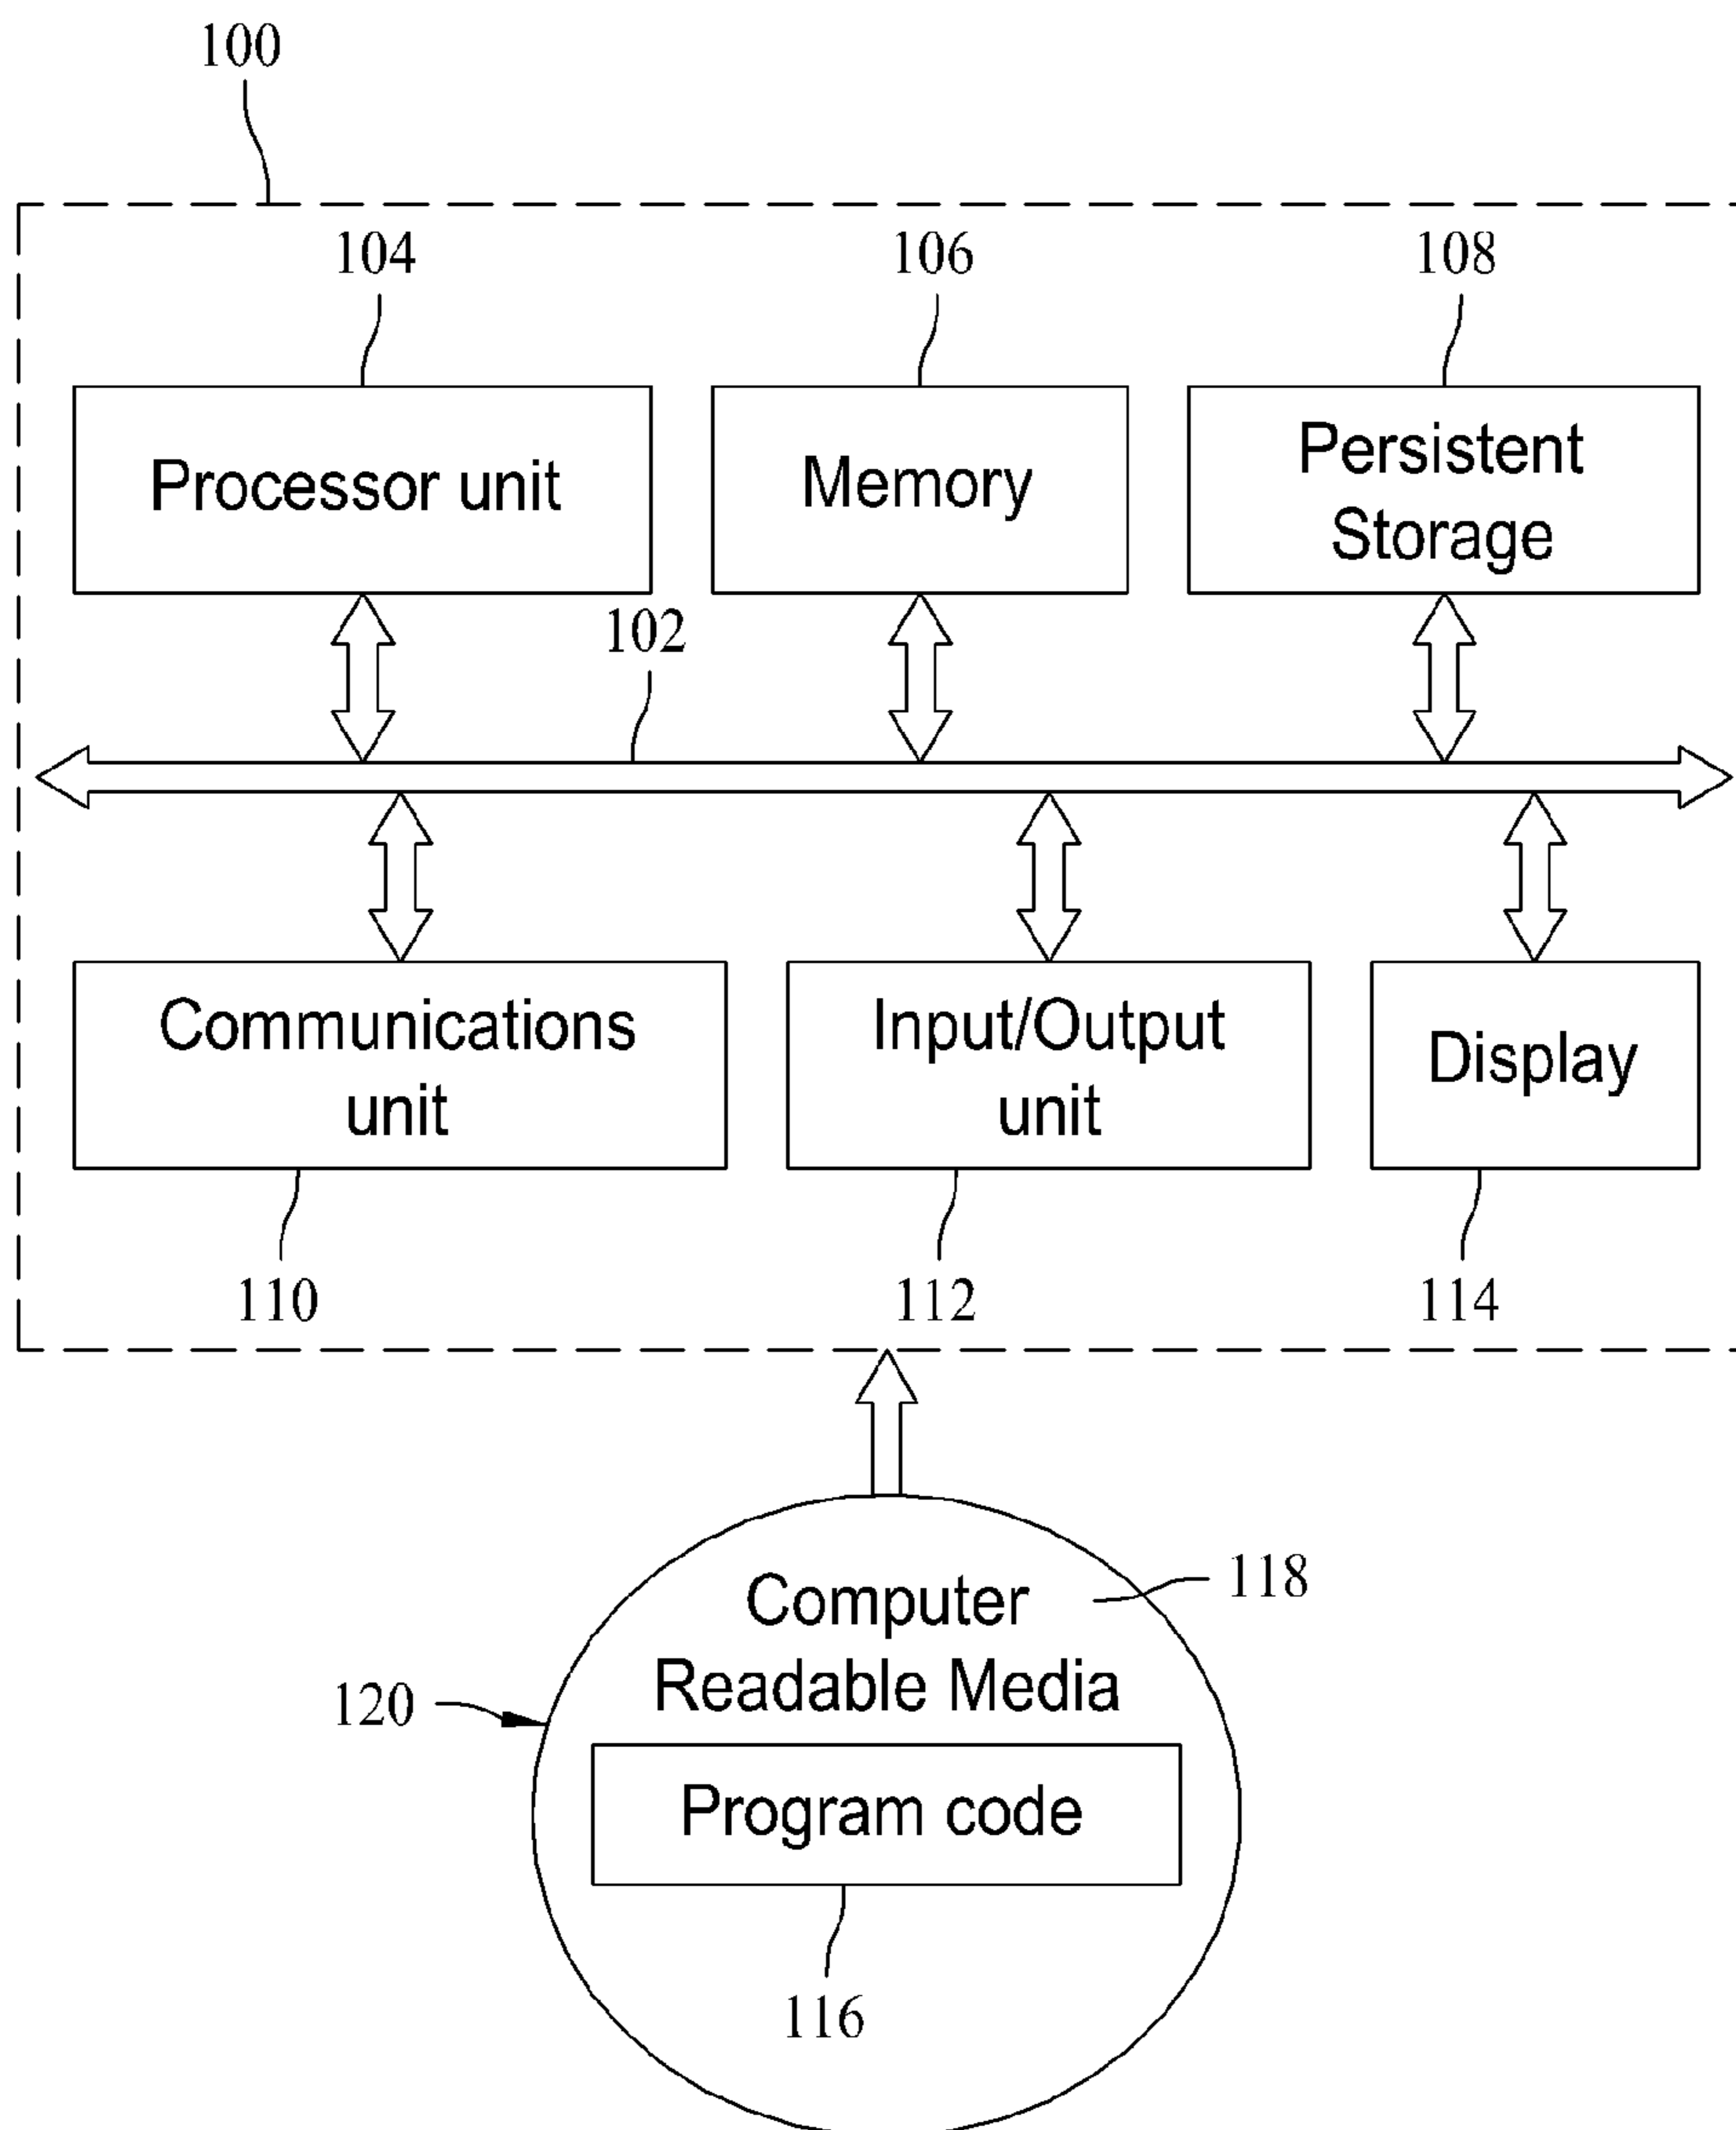 100
104
106
108
Processor unit
Memory
Persistent
Storage
102
Communications
unit
Input/Output
unit
Display
110
112
114
Computer
Readable Media
118
120
Program code
116